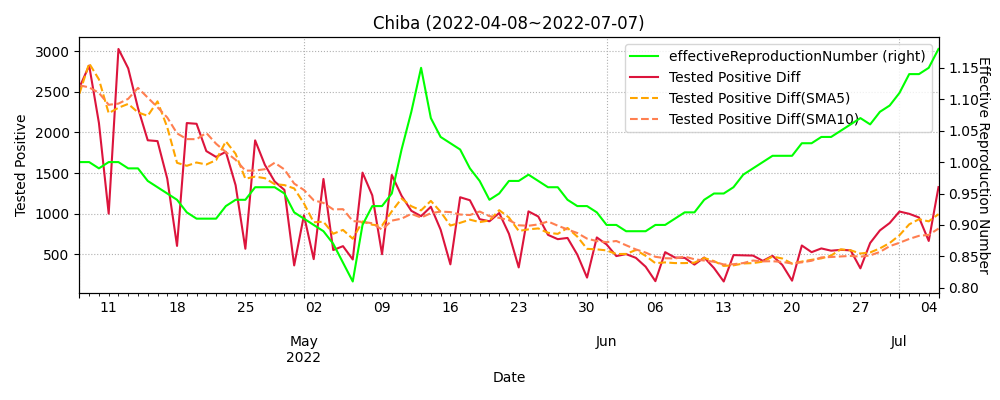 Chiba (2022-04-08~2022-07-07)
effectiveReproductionNumber (right)
Tested Positive Diff
Tested Positive Diff(SMA5)
Tested Positive Diff(SMA10)
Tested Positive
3000
2500
2000
1500
1000
500
1.15
1.10
1.05
1.00
0.95
0.90
0.85
0.80
Effective Reproduction Number
11 18 25 02 09 16 23 30 06 13 20 27 04
May Jun Jul
2022
Date